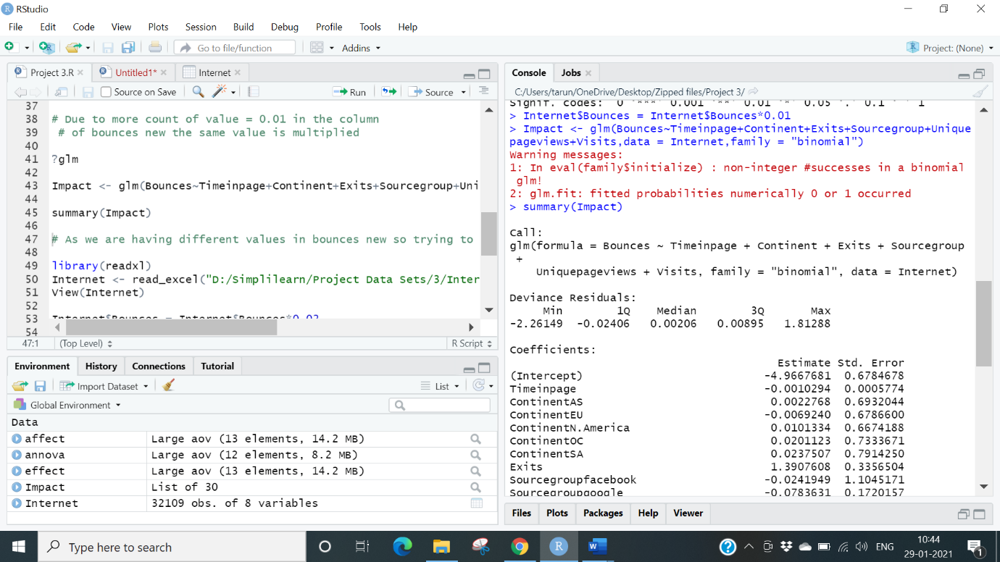 RStudio
File Edit Code View Plots Session Build Debug Profile Tools Help
Go to file/function Addins Project: (None)
Project 3.R Untitled1* Internet
Source on Save Run Source
37
38 # Due to more count of value = 0.01 in the column
39 # of bounces new the same value is multiplied
40
41 ?glm
42
43 Impact <- glm(Bounces~Timeinpage+Continent+Exits+Sourcegroup+Uni
44
45 summary(Impact)
46
47 # As we are having different values in bounces new so trying to
48
49 library(readxl)
50 Internet <- read_excel("D:/Simplilearn/Project Data Sets/3/Inter
51 View(Internet)
52
53 Internet$Bounces = Internet$Bounces*0.02
54
47:1 (Top Level) R Script
Environment History Connections Tutorial
Import Dataset List
Global Environment
Data
affect Large aov (13 elements, 14.2 MB)
annova Large aov (12 elements, 8.2 MB)
effect Large aov (13 elements, 14.2 MB)
Impact List of 30
Internet 32109 obs. of 8 variables
Console Jobs
C:/Users/tarun/OneDrive/Desktop/Zipped files/Project 3/
Signif. codes: 0 ‘***’ 0.001 ‘**’ 0.01 ‘*’ 0.05 ‘.’ 0.1 ‘ ’ 1
> Internet$Bounces = Internet$Bounces*0.01
> Impact <- glm(Bounces~Timeinpage+Continent+Exits+Sourcegroup+Unique
pageviews+Visits,data = Internet,family = "binomial")
Warning messages:
1: In eval(family$initialize) : non-integer #successes in a binomial
glm!
2: glm.fit: fitted probabilities numerically 0 or 1 occurred
> summary(Impact)
Call:
glm(formula = Bounces ~ Timeinpage + Continent + Exits + Sourcegroup
+
Uniquepageviews + Visits, family = "binomial", data = Internet)
Deviance Residuals:
Min 1Q Median 3Q Max
-2.26149 -0.02406 0.00206 0.00895 1.81288
Coefficients:
Estimate Std. Error
(Intercept) -4.9667681 0.6784678
Timeinpage -0.0010294 0.0005774
ContinentAS 0.0022768 0.6932044
ContinentEU -0.0069240 0.6786600
ContinentN.America 0.0101334 0.6674188
ContinentOC 0.0201123 0.7333671
ContinentSA 0.0237507 0.7914250
Exits 1.3907608 0.3356504
Sourcegroupfacebook -0.0241949 1.1045171
Sourcegroupgoogle -0.0783631 0.1720157
Files Plots Packages Help Viewer
Type here to search
ENG
10:44
29-01-2021
1